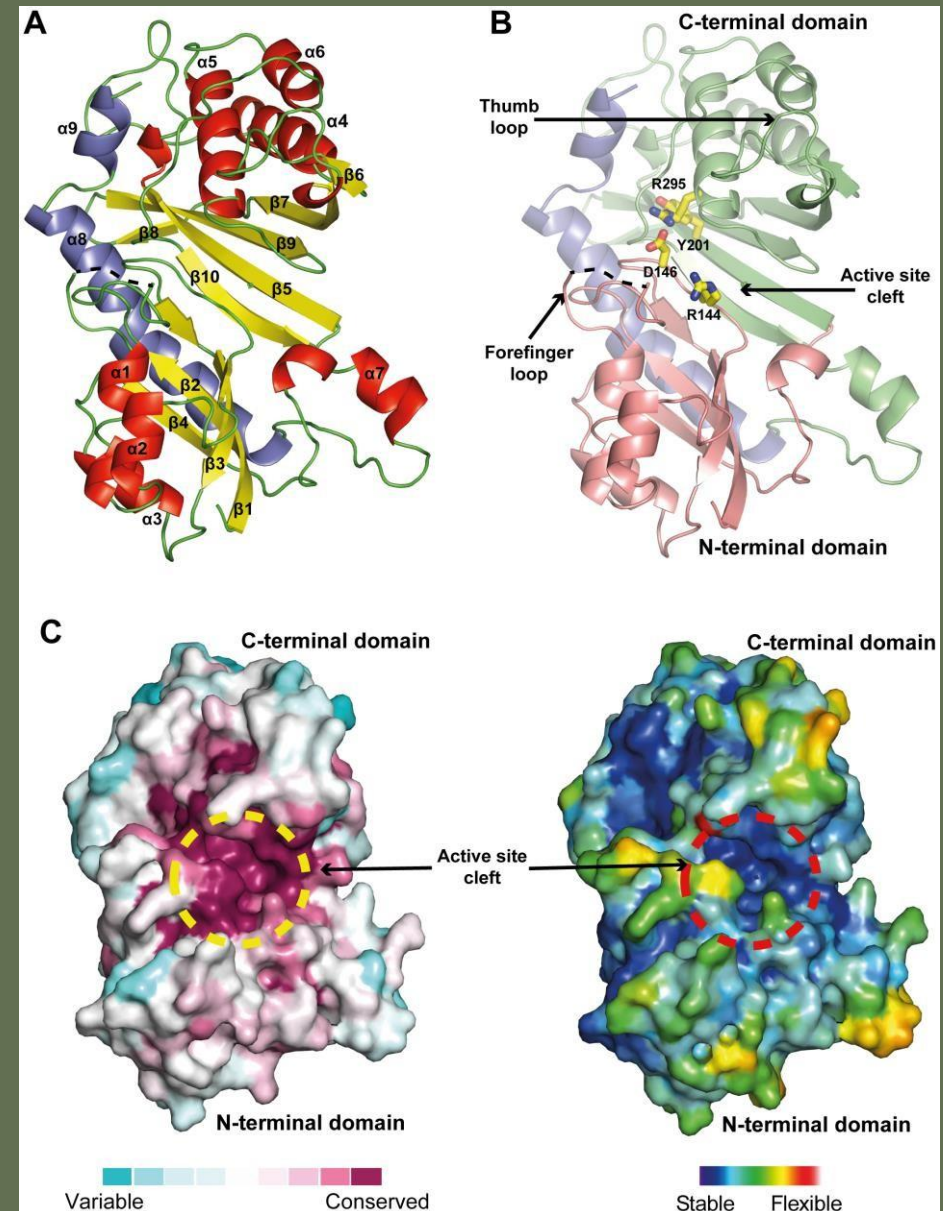 A
α5
α6
α4
α9
β6
β7
α8
β8
β9
β10
β5
α1
β2
α7
β4
α2
β3
β1
α3
B
C-terminal domain
Thumb
loop
R295
Y201
D146
Active site
cleft
R144
Forefinger
loop
N-terminal domain
C
C-terminal domain
C-terminal domain
Active site
cleft
N-terminal domain
N-terminal domain
Variable
Conserved
Stable
Flexible